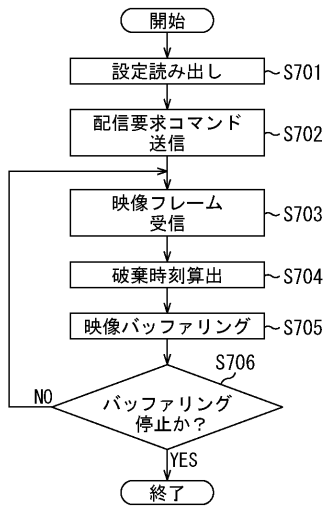 開始
設定読み出し
S701
配信要求コマンド
送信
S702
映像フレーム
受信
S703
破棄時刻算出
S704
映像バッファリング
S705
S706
バッファリング
停止か?
NO
YES
終了